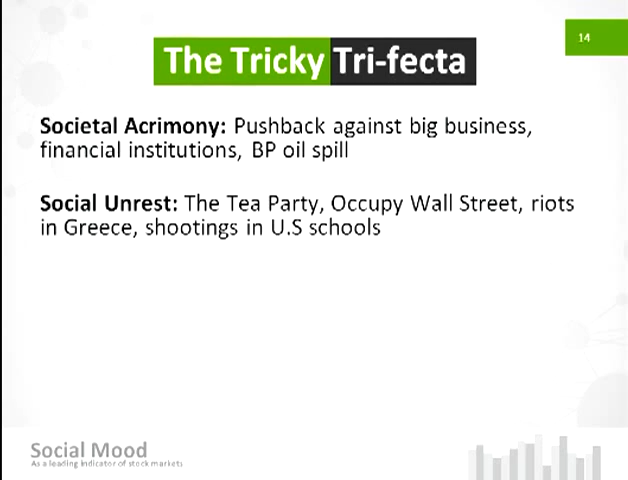 14
The Tricky Tri-fecta
Societal Acrimony: Pushback against big business,
financial institutions, BP oil spill
Social Unrest: The Tea Party, Occupy Wall Street, riots
in Greece, shootings in U.S schools
Social Mood
As a leading indicator of stock markets